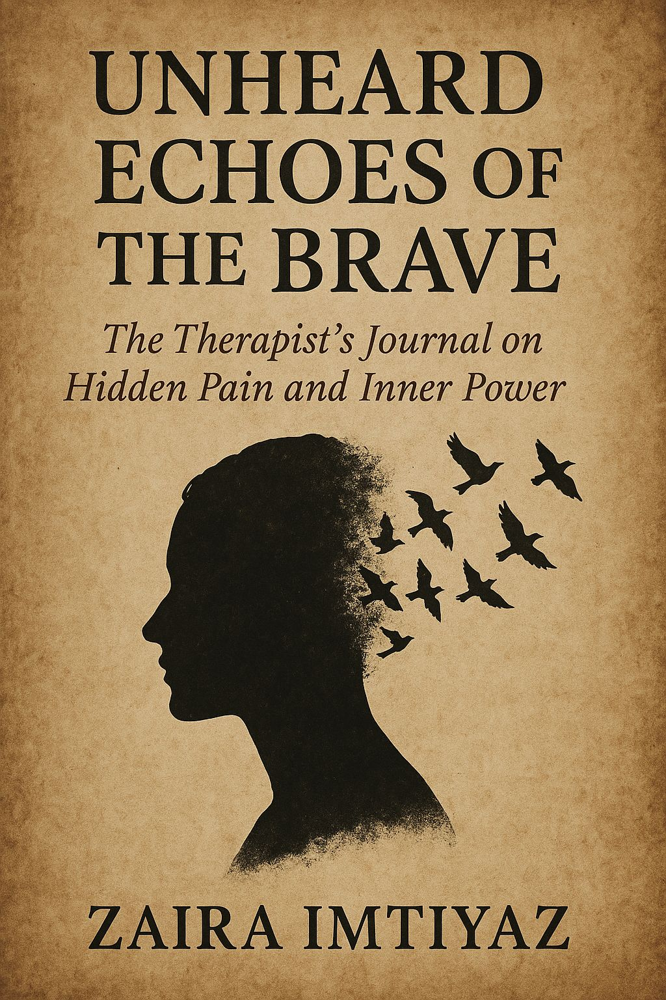 UNHEARD
ECHOES OF
THE BRAVE
The Therapist’s Journal on
Hidden Pain and Inner Power
ZAIRA IMTIYAZ